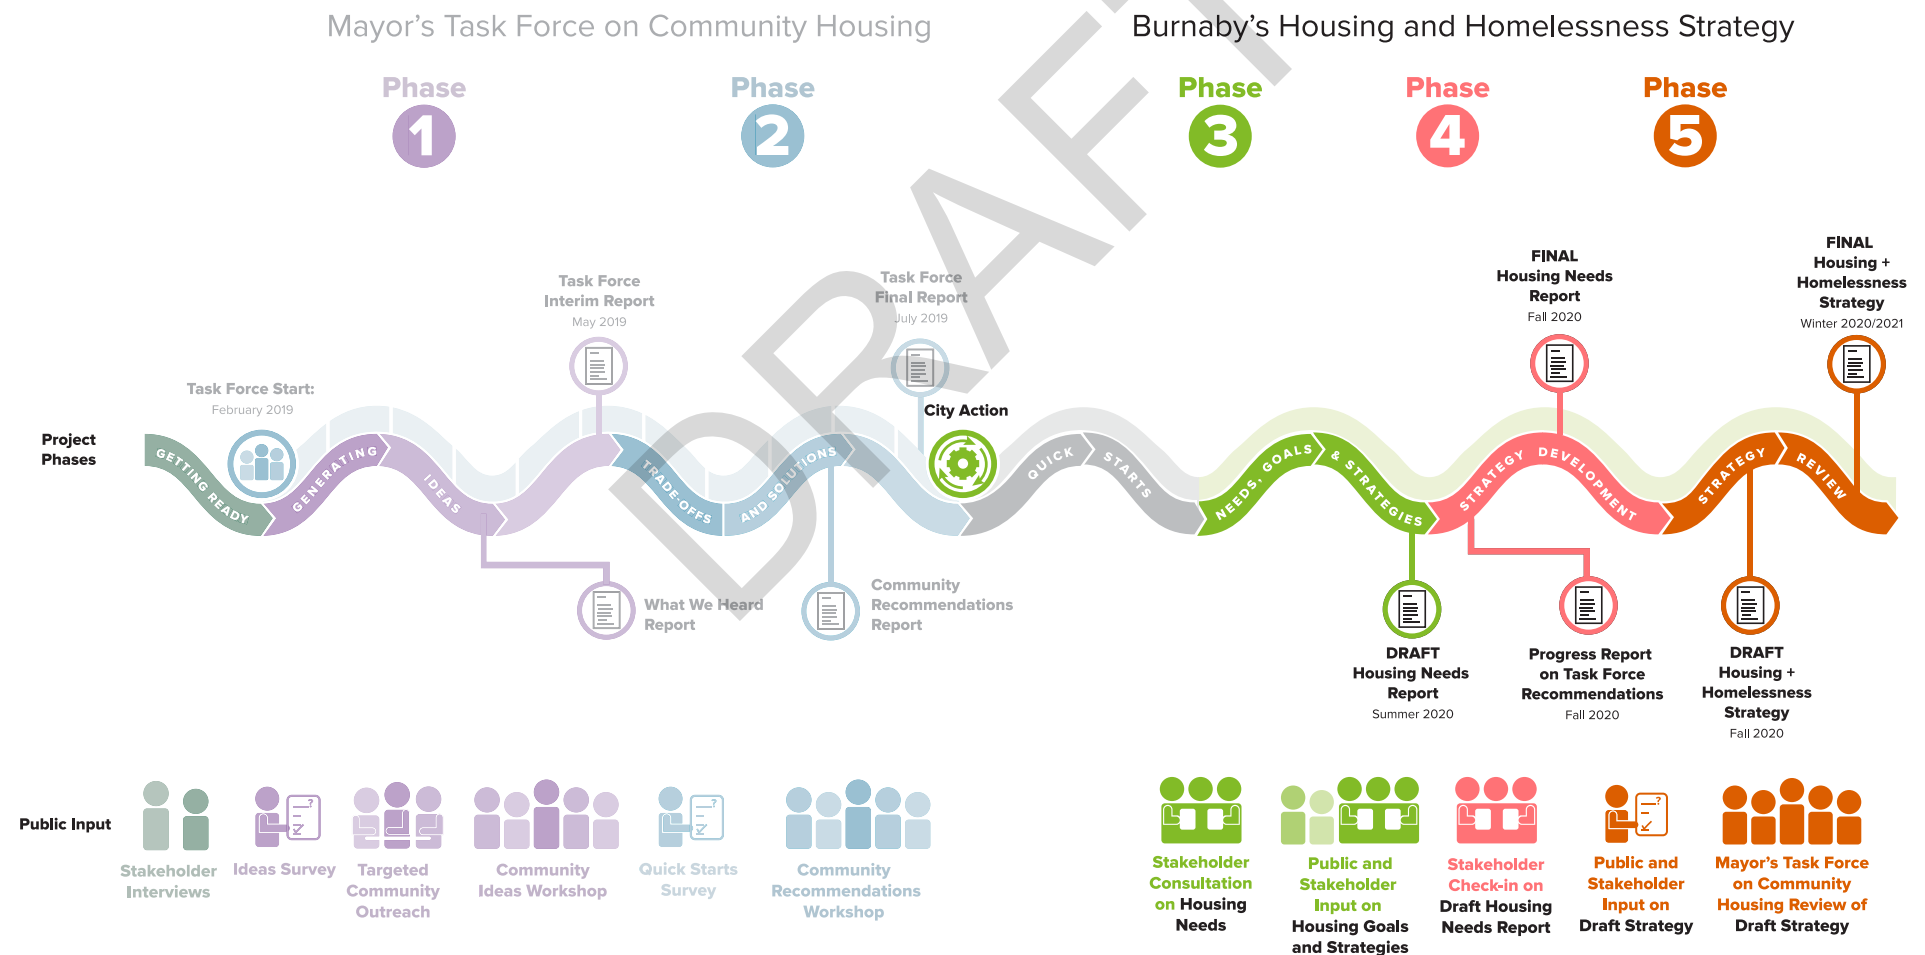 Mayor's Task Force on Community Housing
Burnaby's Housing and Homelessness Strategy
Phase
1
Phase
2
Phase
3
Phase
4
Phase
5
DRAFT
Task Force Start:
February 2019
Task Force
Interim Report
May 2019
Task Force
Final Report
July 2019
City Action
FINAL
Housing Needs
Report
Fall 2020
FINAL
Housing +
Homelessness
Strategy
Winter 2020/2021
Project
Phases
GETTING READY
GENERATING
IDEAS
TRADE-OFFS
AND SOLUTIONS
QUICK
STARTS
NEEDS, GOALS
& STRATEGIES
STRATEGY DEVELOPMENT
STRATEGY
REVIEW
What We Heard
Report
Community
Recommendations
Report
DRAFT
Housing Needs
Report
Summer 2020
Progress Report
on Task Force
Recommendations
Fall 2020
DRAFT
Housing +
Homelessness
Strategy
Fall 2020
Public Input
?
?
?
Stakeholder
Interviews
Ideas Survey
Targeted
Community
Outreach
Community
Ideas Workshop
Quick Starts
Survey
Community
Recommendations
Workshop
Stakeholder
Consultation
on Housing
Needs
Public and
Stakeholder
Input on
Housing Goals
and Strategies
Stakeholder
Check-in on
Draft Housing
Needs Report
Public and
Stakeholder
Input on
Draft Strategy
Mayor's Task Force
on Community
Housing Review of
Draft Strategy